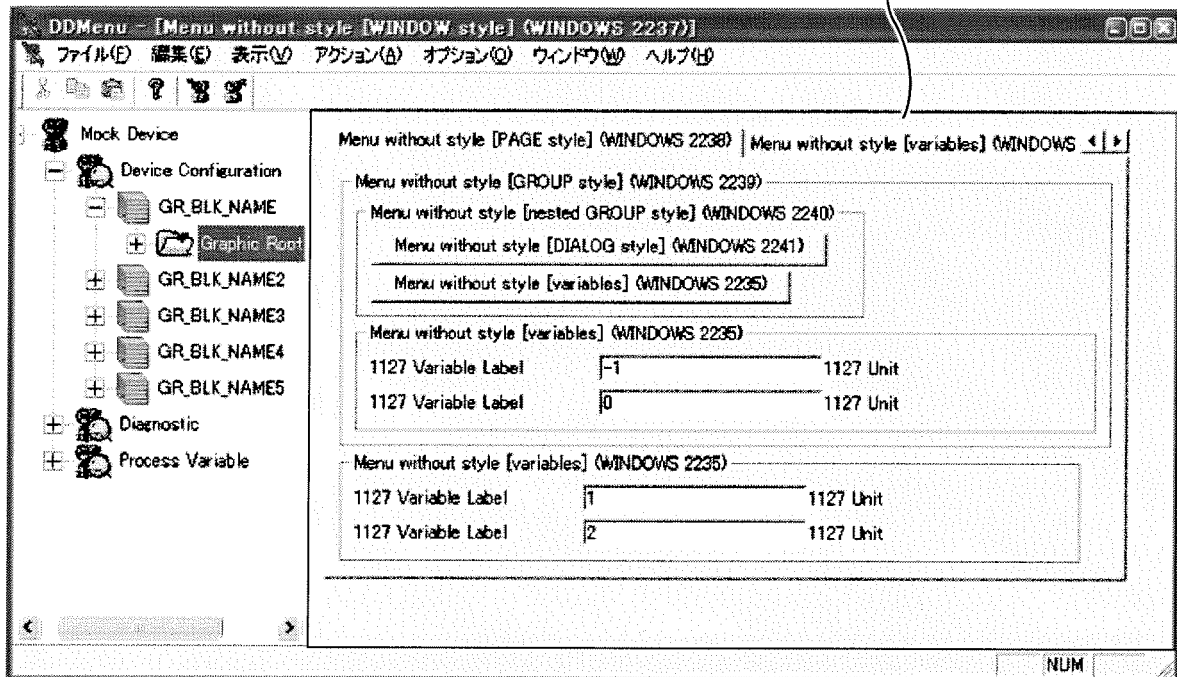 DDMenu - [Menu without style [WINDOW style] (WINDOWS 2237)]
ファイル(F) 編集(E) 表示(V) アクション(A) オプション(O) ウィンドウ(W) ヘルプ(H)
Mock Device
Device Configuration
GR_BLK_NAME
Graphic Root
GR_BLK_NAME2
GR_BLK_NAME3
GR_BLK_NAME4
GR_BLK_NAME5
Diagnostic
Process Variable
Menu without style [PAGE style] (WINDOWS 2238)
Menu without style [variables] (WINDOWS
Menu without style [GROUP style] (WINDOWS 2239)
Menu without style [nested GROUP style] (WINDOWS 2240)
Menu without style [DIALOG style] (WINDOWS 2241)
Menu without style [variables] (WINDOWS 2235)
Menu without style [variables] (WINDOWS 2235)
1127 Variable Label -1 1127 Unit
1127 Variable Label 0 1127 Unit
Menu without style [variables] (WINDOWS 2235)
1127 Variable Label 1 1127 Unit
1127 Variable Label 2 1127 Unit
NUM